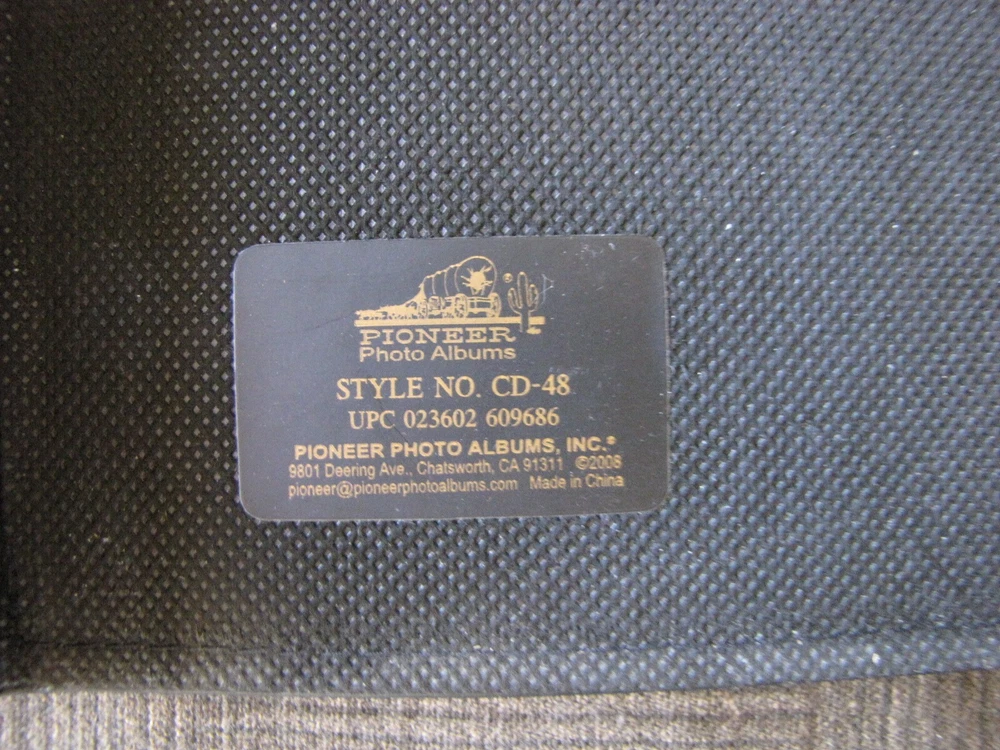 PIONEER
Photo Albums
STYLE NO. CD-48
UPC 023602 609686
PIONEER PHOTO ALBUMS, INC.®
9801 Deering Ave., Chatsworth, CA 91311 ©2008
pioneer@pioneerphotoalbums.com Made in China